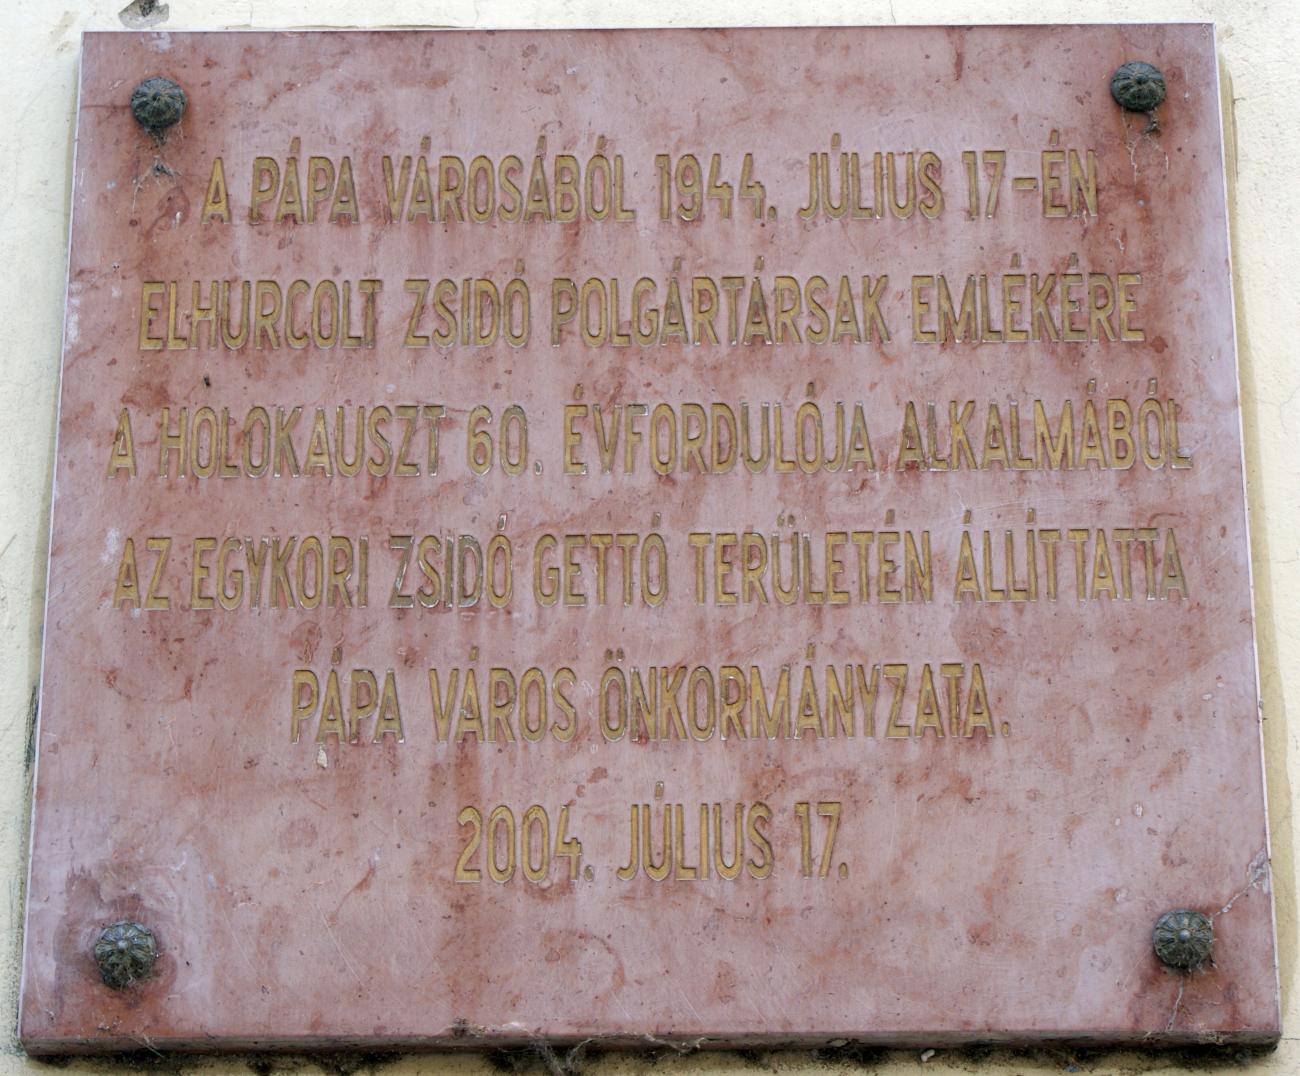 A PÁPA VÁROSÁBÓL 1944. JÚLIUS 17-ÉN
ELHURCOLT ZSIDÓ POLGÁRTÁRSAK EMLÉKÉRE
A HOLOKAUSZT 60. ÉVFORDULÓJA ALKALMÁBÓL
AZ EGYKORI ZSIDÓ GETTÓ TERÜLETÉN ÁLLÍTTATTA
PÁPA VÁROS ÖNKORMÁNYZATA.
2004. JÚLIUS 17.